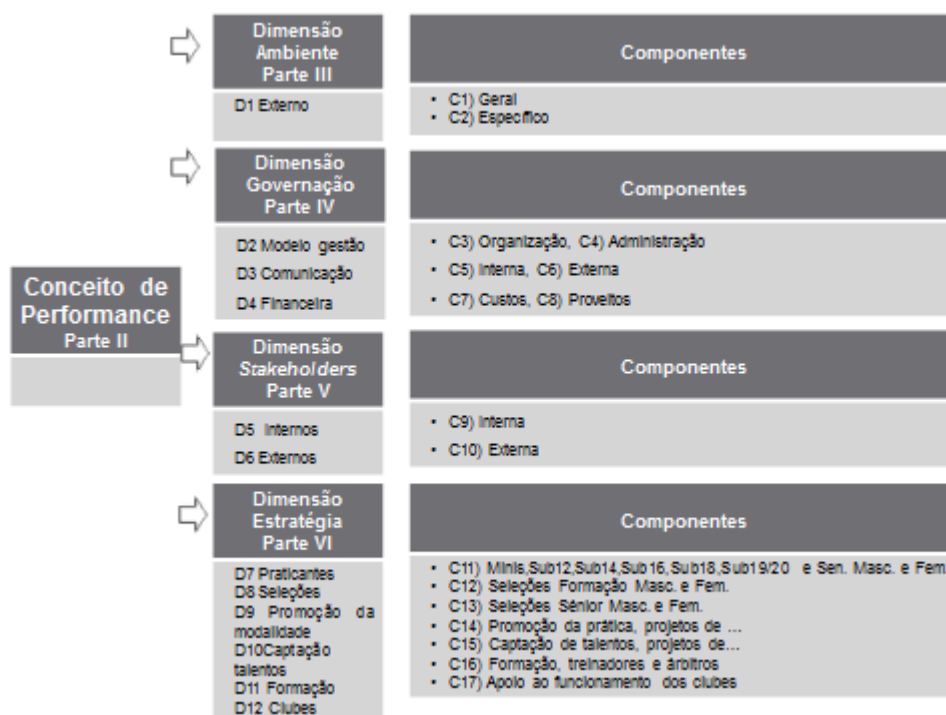 Conceito de
Performance
Parte II
Dimensão
Ambiente
Parte III
Componentes
D1 Externo
• C1) Geral
• C2) Específico
Dimensão
Governação
Parte IV
Componentes
D2 Modelo gestão
D3 Comunicação
D4 Financeira
• C3) Organização, C4) Administração
• C5) Interna, C6) Externa
• C7) Custos, C8) Proveitos
Dimensão
Stakeholders
Parte V
Componentes
D5 Internos
D6 Externos
• C9) Interna
• C10) Externa
Dimensão
Estratégia
Parte VI
Componentes
D7 Praticantes
D8 Seleções
D9 Promoção da
modalidade
D10Captação
talentos
D11 Formação
D12 Clubes
• C11) Minis,Sub12,Sub14,Sub16,Sub18,Sub19/20 e Sen. Masc. e Fem
• C12) Seleções Formação Masc. e Fem.
• C13) Seleções Sénior Masc. e Fem.
• C14) Promoção da prática, projetos de ...
• C15) Captação de talentos, projetos de...
• C16) Formação, treinadores e árbitros
• C17) Apoio ao funcionamento dos clubes